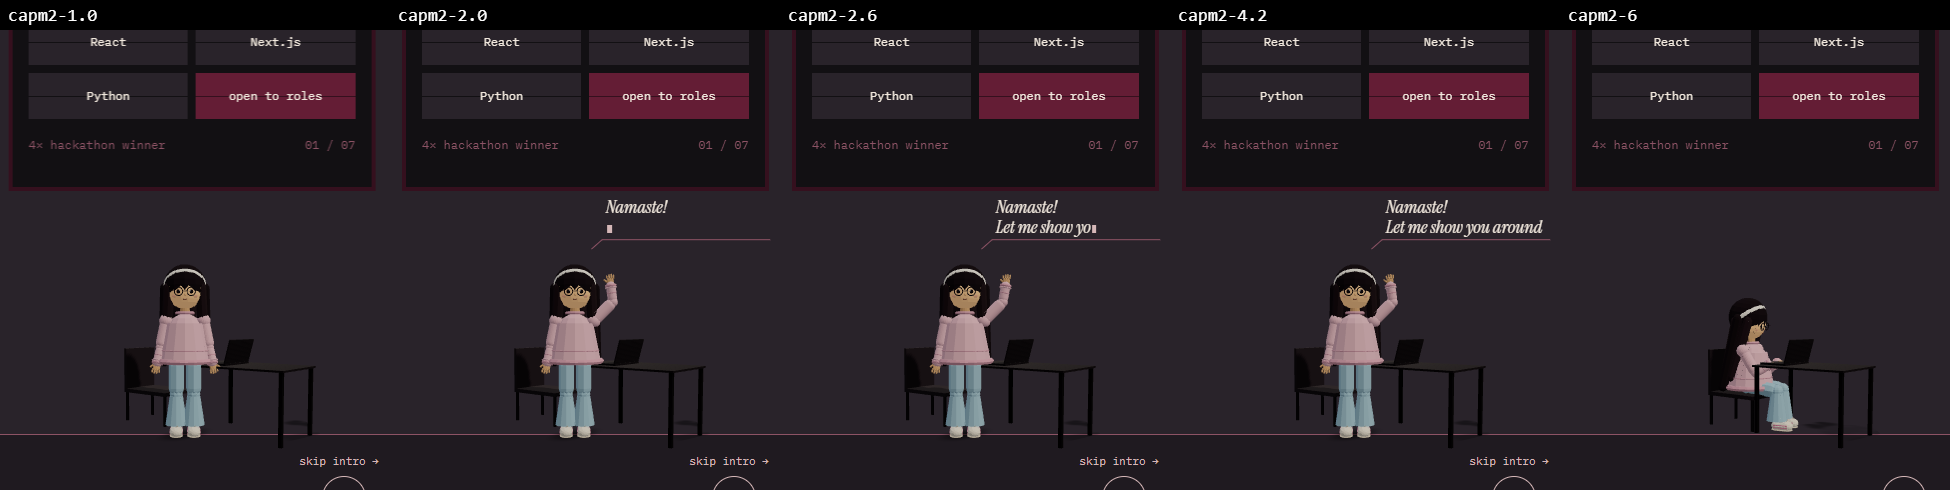 capm2-1.0
React Next.js
Python open to roles
4× hackathon winner 01 / 07
skip intro →
capm2-2.0
React Next.js
Python open to roles
4× hackathon winner 01 / 07
Namaste!
skip intro →
capm2-2.6
React Next.js
Python open to roles
4× hackathon winner 01 / 07
Namaste!
Let me show yo
skip intro →
capm2-4.2
React Next.js
Python open to roles
4× hackathon winner 01 / 07
Namaste!
Let me show you around
skip intro →
capm2-6
React Next.js
Python open to roles
4× hackathon winner 01 / 07